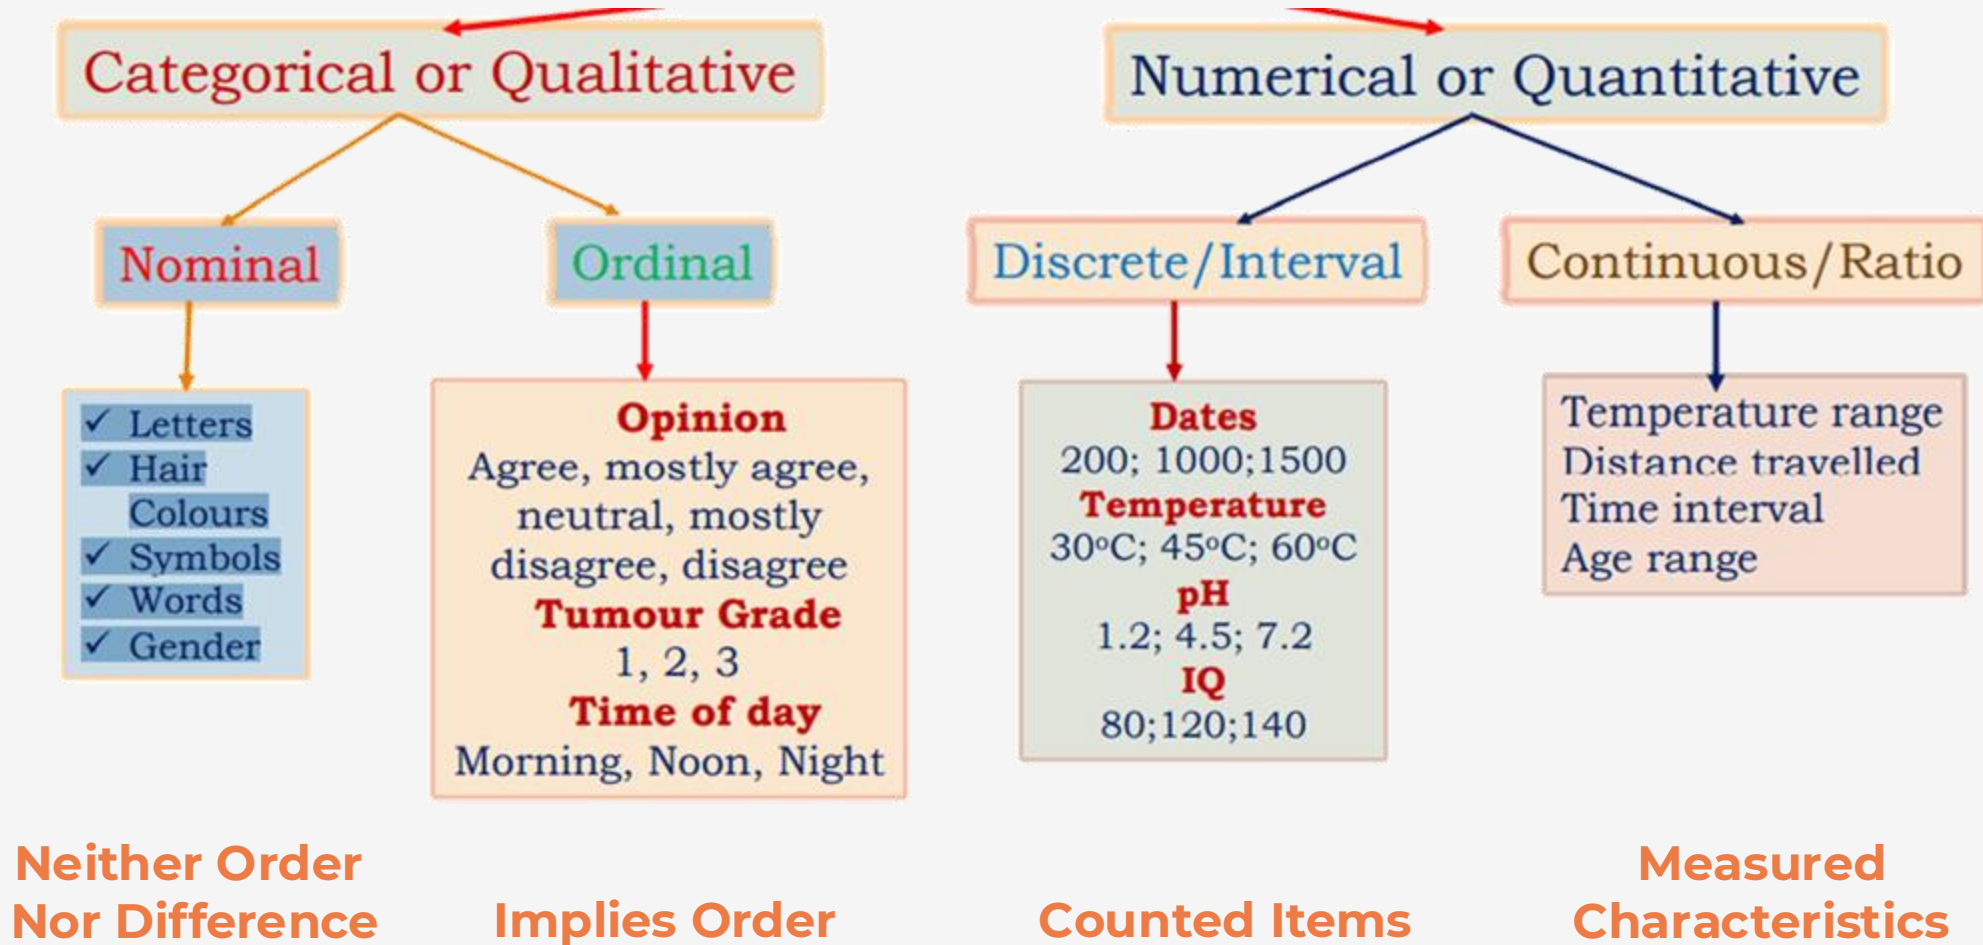 Categorical or Qualitative
Numerical or Quantitative
Nominal
Ordinal
Discrete/Interval
Continuous/Ratio
✓ Letters
✓ Hair
Colours
✓ Symbols
✓ Words
✓ Gender
Opinion
Agree, mostly agree,
neutral, mostly
disagree, disagree
Tumour Grade
1, 2, 3
Time of day
Morning, Noon, Night
Dates
200; 1000;1500
Temperature
30ºC; 45ºC; 60ºC
pH
1.2; 4.5; 7.2
IQ
80;120;140
Temperature range
Distance travelled
Time interval
Age range
Neither Order
Nor Difference
Implies Order
Counted Items
Measured
Characteristics